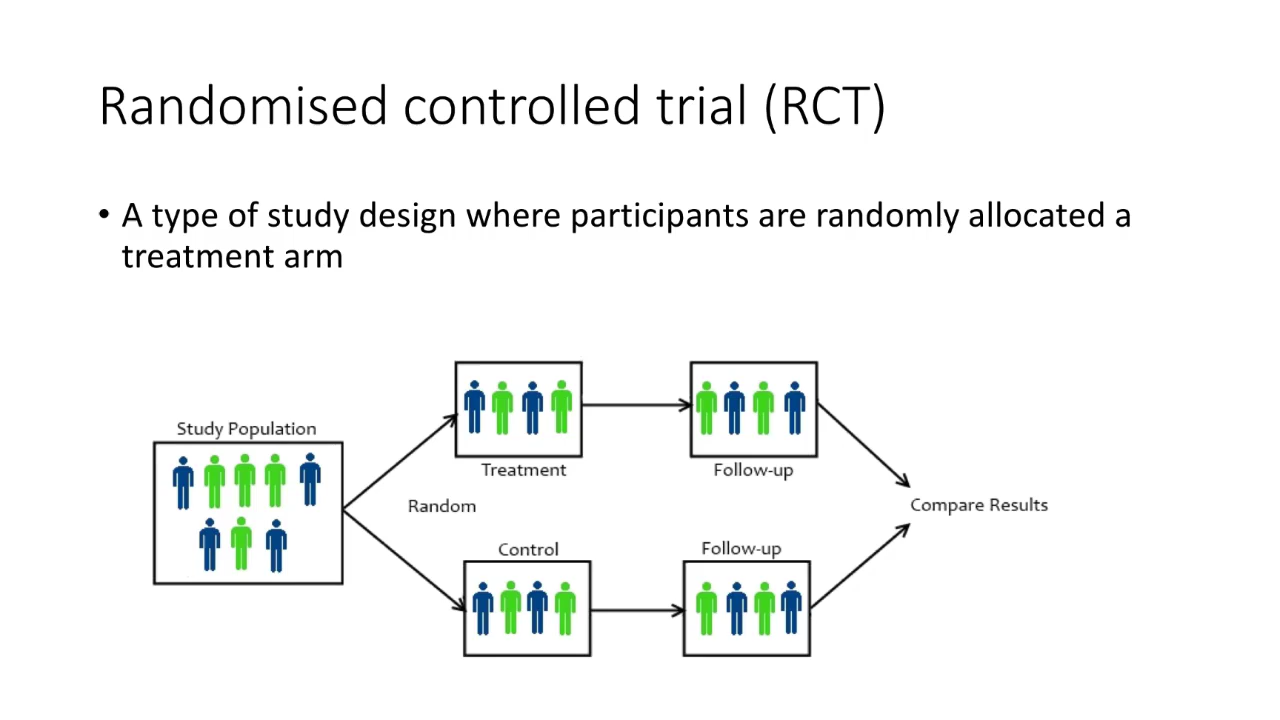 Randomised controlled trial (RCT)
• A type of study design where participants are randomly allocated a
treatment arm
Study Population
Random
Treatment
Follow-up
Control
Follow-up
Compare Results